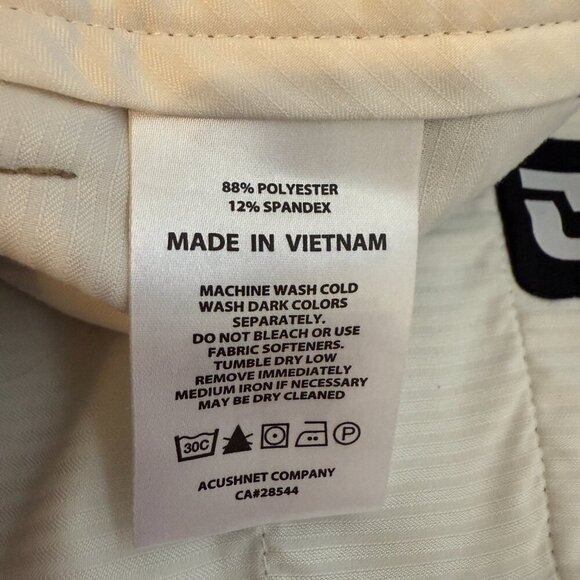 88% POLYESTER
12% SPANDEX
MADE IN VIETNAM
MACHINE WASH COLD
WASH DARK COLORS
SEPARATELY.
DO NOT BLEACH OR USE
FABRIC SOFTENERS.
TUMBLE DRY LOW
REMOVE IMMEDIATELY
MEDIUM IRON IF NECESSARY
MAY BE DRY CLEANED
30C P
ACUSHNET COMPANY
CA#28544